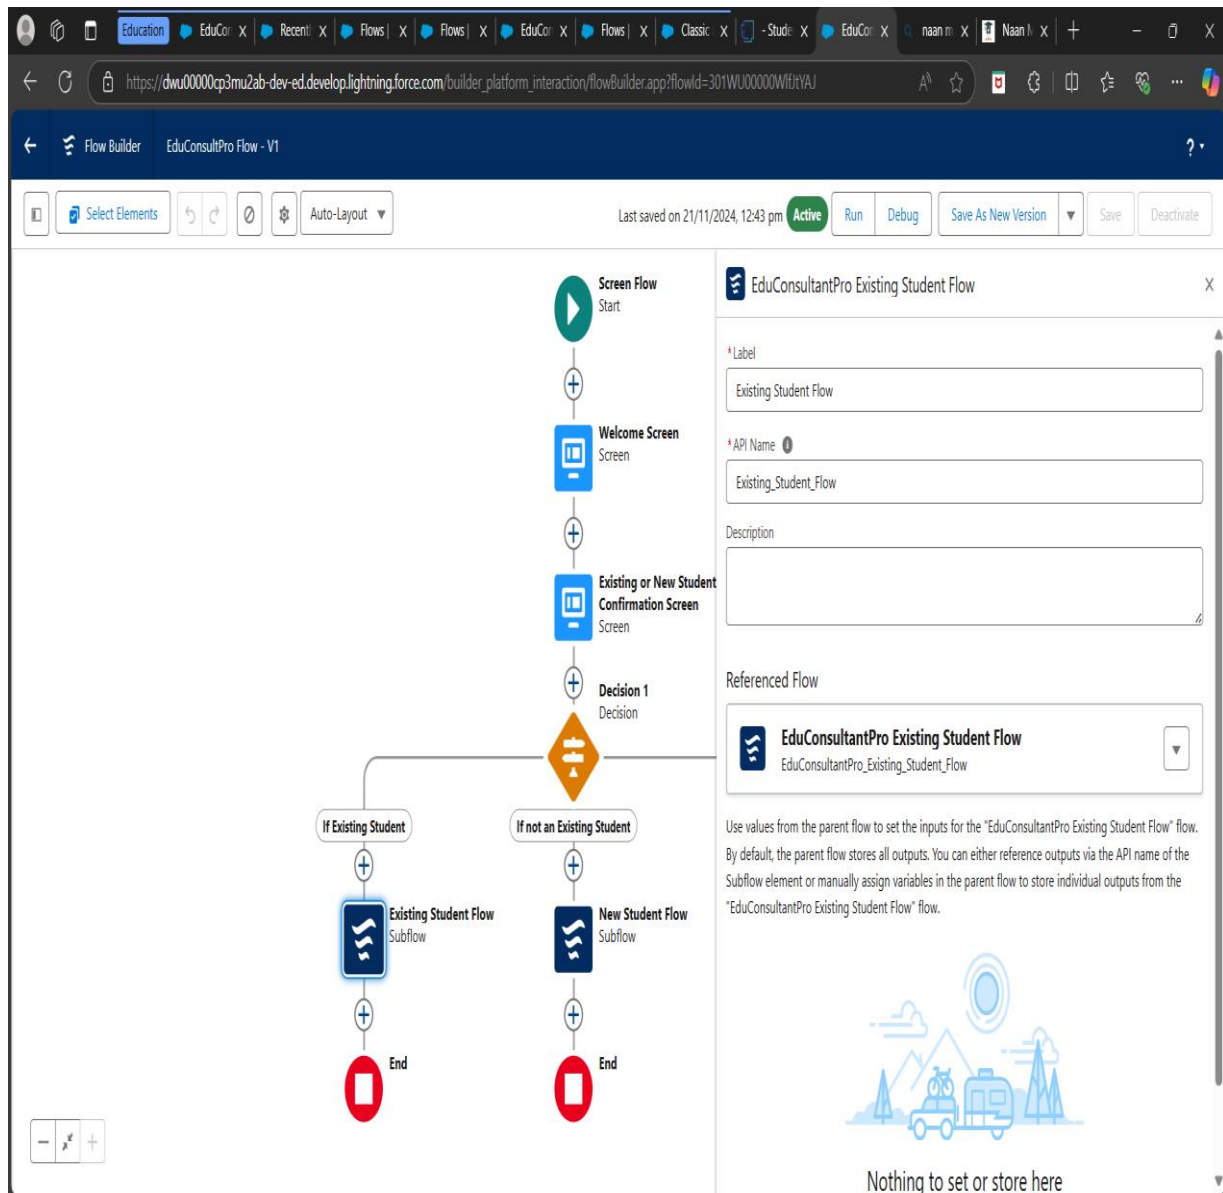 Education
EduCor
Recenti
Flows |
Flows |
EduCor
Flows |
Classic
- Stude
EduCor
naan m
Naan M
https://dwu00000cp3mu2ab-dev-ed.develop.lightning.force.com/builder_platform_interaction/flowBuilder.app?flowId=301WU00000WlfJtYAJ
Flow Builder
EduConsultPro Flow - V1
?
Select Elements
Auto-Layout
Last saved on 21/11/2024, 12:43 pm
Active
Run
Debug
Save As New Version
Save
Deactivate
Screen Flow
Start
Welcome Screen
Screen
Existing or New Student
Confirmation Screen
Screen
Decision 1
Decision
If Existing Student
If not an Existing Student
Existing Student Flow
Subflow
New Student Flow
Subflow
End
End
EduConsultantPro Existing Student Flow
*Label
Existing Student Flow
*API Name
Existing_Student_Flow
Description
Referenced Flow
EduConsultantPro Existing Student Flow
EduConsultantPro_Existing_Student_Flow
Use values from the parent flow to set the inputs for the "EduConsultantPro Existing Student Flow" flow.
By default, the parent flow stores all outputs. You can either reference outputs via the API name of the
Subflow element or manually assign variables in the parent flow to store individual outputs from the
"EduConsultantPro Existing Student Flow" flow.
Nothing to set or store here